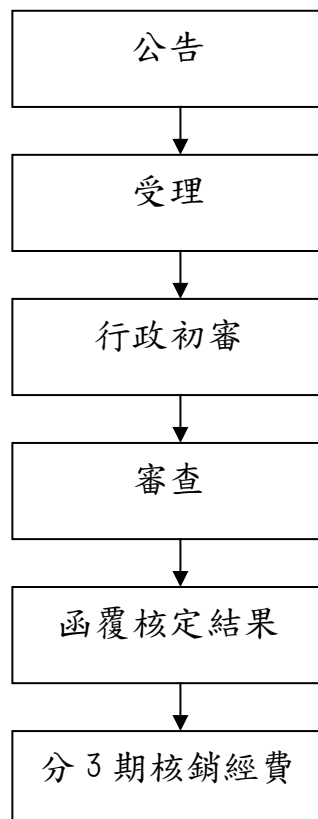 公告
受理
行政初審
審查
函覆核定結果
分 3 期核銷經費